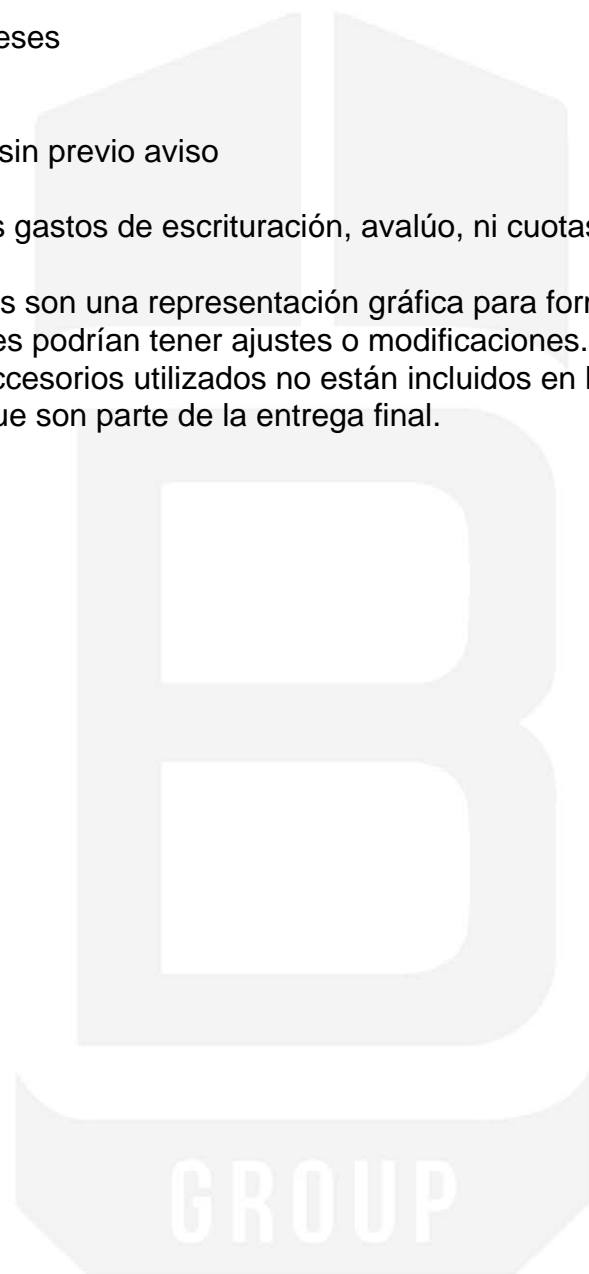 eses
sin previo aviso
s gastos de escrituración, avalúo, ni cuotas
s son una representación gráfica para for
es podrían tener ajustes o modificaciones.
ccesorios utilizados no están incluidos en l
ue son parte de la entrega final.
B
GROUP